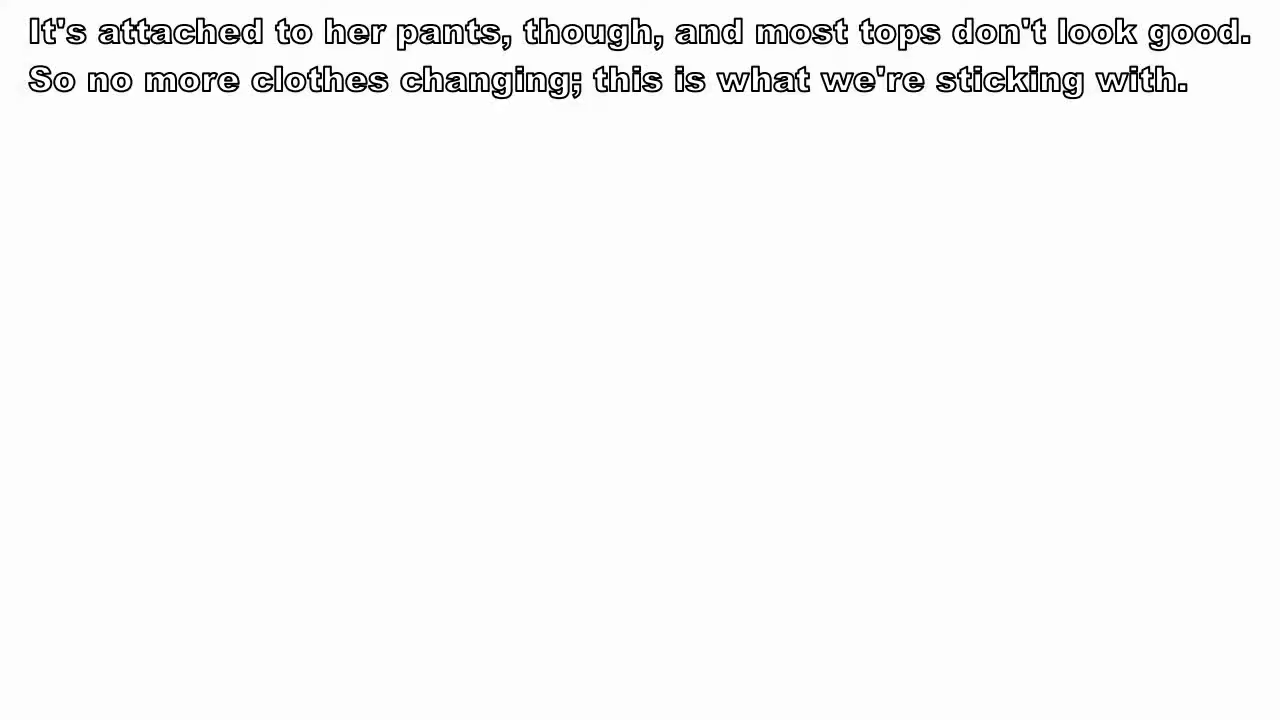 It's attached to her pants, though, and most tops don't look good.
So no more clothes changing; this is what we're sticking with.